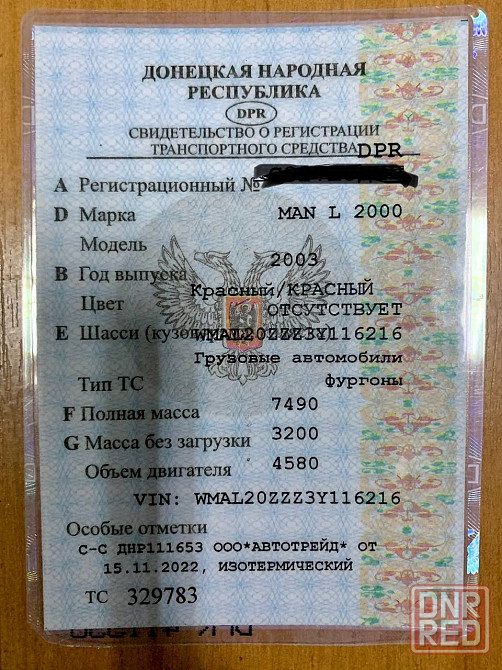 ДОНЕЦКАЯ НАРОДНАЯ
РЕСПУБЛИКА
DPR
СВИДЕТЕЛЬСТВО О РЕГИСТРАЦИИ
ТРАНСПОРТНОГО СРЕДСТВА DPR
A Регистрационный №
D Марка MAN L 2000
Модель
B Год выпуска 2003
Цвет Красный/КРАСНЫЙ
ОТСУТСТВУЕТ
E Шасси (кузов) WMAL20ZZZ3Y116216
Грузовые автомобили
Тип ТС фургоны
F Полная масса 7490
G Масса без загрузки 3200
Объем двигателя 4580
VIN: WMAL20ZZZ3Y116216
Особые отметки
С-С ДНР111653 ООО*АВТОТРЕЙД* ОТ
15.11.2022, ИЗОТЕРМИЧЕСКИЙ
ТС 329783
DNR
RED